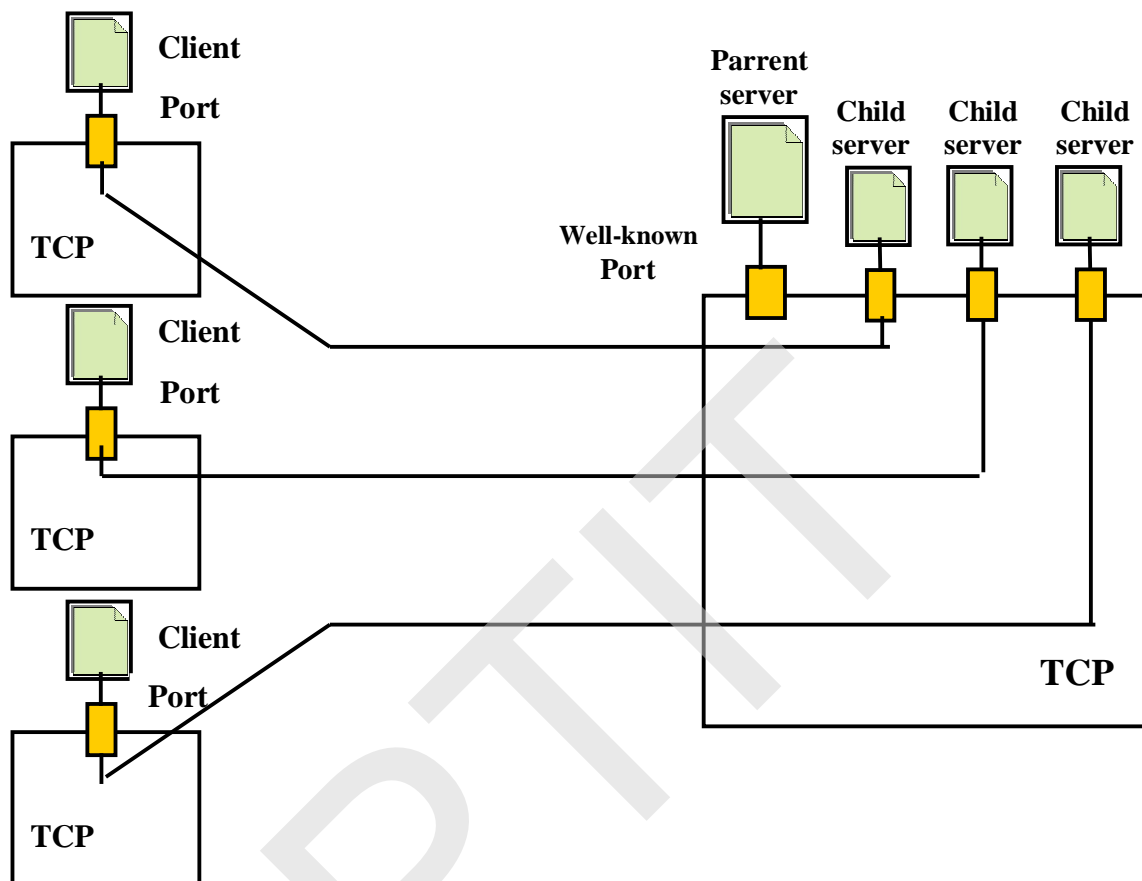 Client
Port
TCP
Client
Port
TCP
Client
Port
TCP
Parrent
server
Child
server
Child
server
Child
server
Well-known
Port
TCP
PTIT